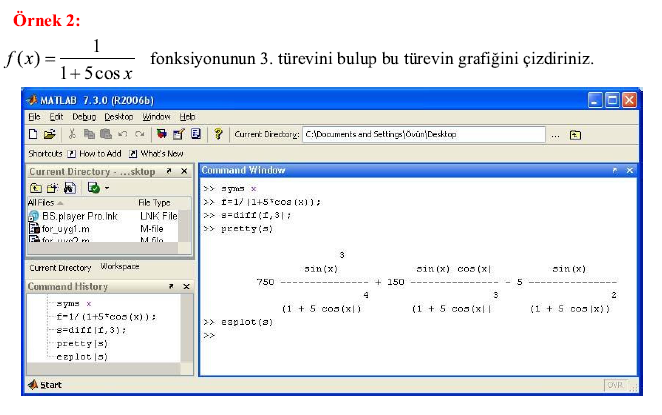 Örnek 2:
f(x) = 1 / (1 + 5 cos x) fonksiyonunun 3. türevini bulup bu türevin grafiğini çizdiriniz.
MATLAB 7.3.0 (R2006b)
File Edit Debug Desktop Window Help
Current Directory: C:\Documents and Settings\Övün\Desktop ...
Shortcuts How to Add What's New
Current Directory - ...sktop
All Files File Type
BS.player Pro.lnk LNK File
for_uyg1.m M-file
for_uyg2.m M-file
Current Directory Workspace
Command History
syms x
f=1/(1+5*cos(x));
s=diff(f,3);
pretty(s)
ezplot(s)
Command Window
>> syms x
>> f=1/(1+5*cos(x));
>> s=diff(f,3);
>> pretty(s)
3
sin(x) sin(x) cos(x) sin(x)
750 --------------- + 150 --------------- - 5 ---------------
4 3 2
(1 + 5 cos(x)) (1 + 5 cos(x)) (1 + 5 cos(x))
>> ezplot(s)
>>
Start OVR